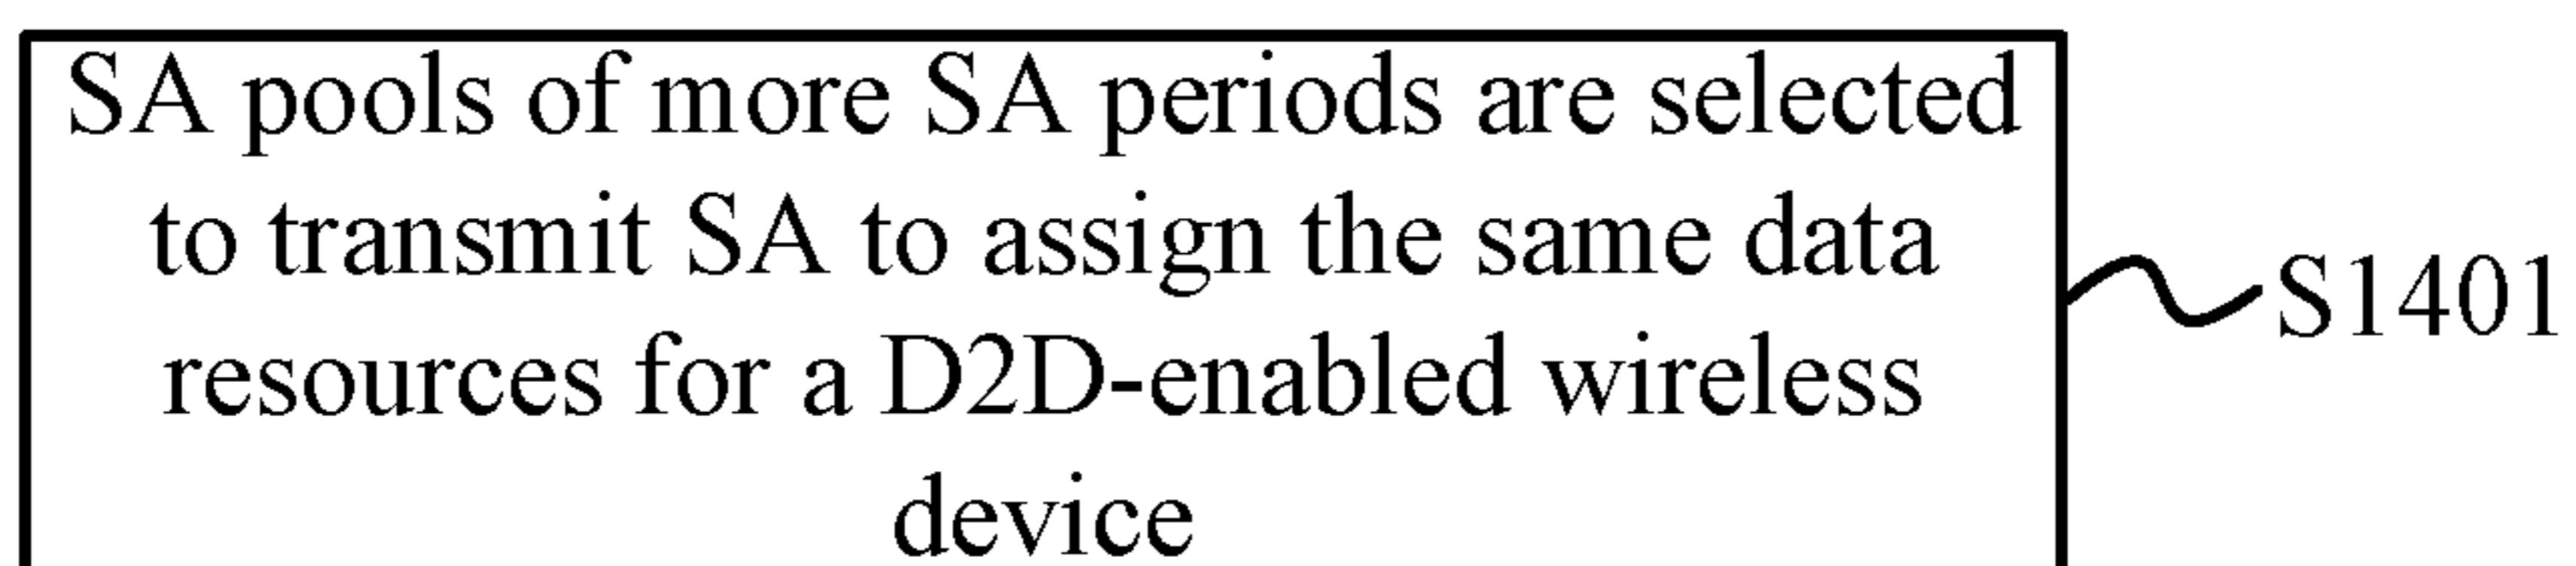 SA pools of more SA periods are selected
to transmit SA to assign the same data
resources for a D2D-enabled wireless
device
S1401